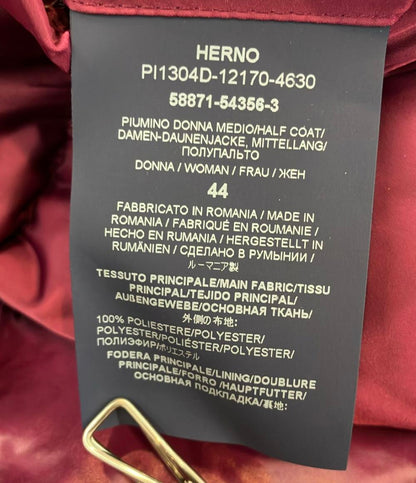 HERNO
PI1304D-12170-4630
58871-54356-3
PIUMINO DONNA MEDIO/HALF COAT/
DAMEN-DAUNENJACKE, MITTELLANG/
ПОЛУПАЛЬТО
DONNA / WOMAN / FRAU / ЖЕН
44
FABBRICATO IN ROMANIA / MADE IN
ROMANIA / FABRIQUÉ EN ROUMANIE /
HECHO EN RUMANIA / HERGESTELLT IN
RUMÄNIEN / СДЕЛАНО В РУМЫНИИ /
ルーマニア製
TESSUTO PRINCIPALE/MAIN FABRIC/TISSU
PRINCIPAL/TEJIDO PRINCIPAL/
AUßENGEWEBE/ОСНОВНАЯ ТКАНЬ/
外側の布:
100% POLIESTERE/POLYESTER/
POLYESTER/POLIÉSTER/POLYESTER/
ПОЛИЭФИР/ポリエステル
FODERA PRINCIPALE/LINING/DOUBLURE
PRINCIPALE/FORRO /HAUPTFUTTER/
ОСНОВНАЯ ПОДКЛАДКА/裏地: